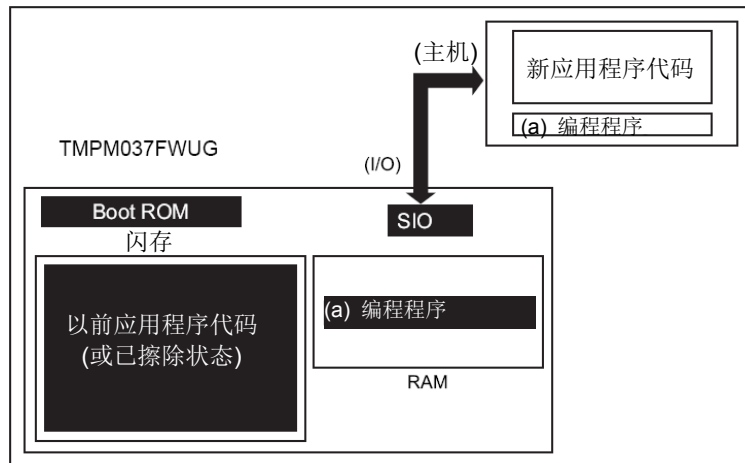 (主机)
新应用程序代码
(a) 编程程序
TMPM037FWUG
(I/O)
Boot ROM
SIO
闪存
以前应用程序代码
(或已擦除状态)
(a) 编程程序
RAM